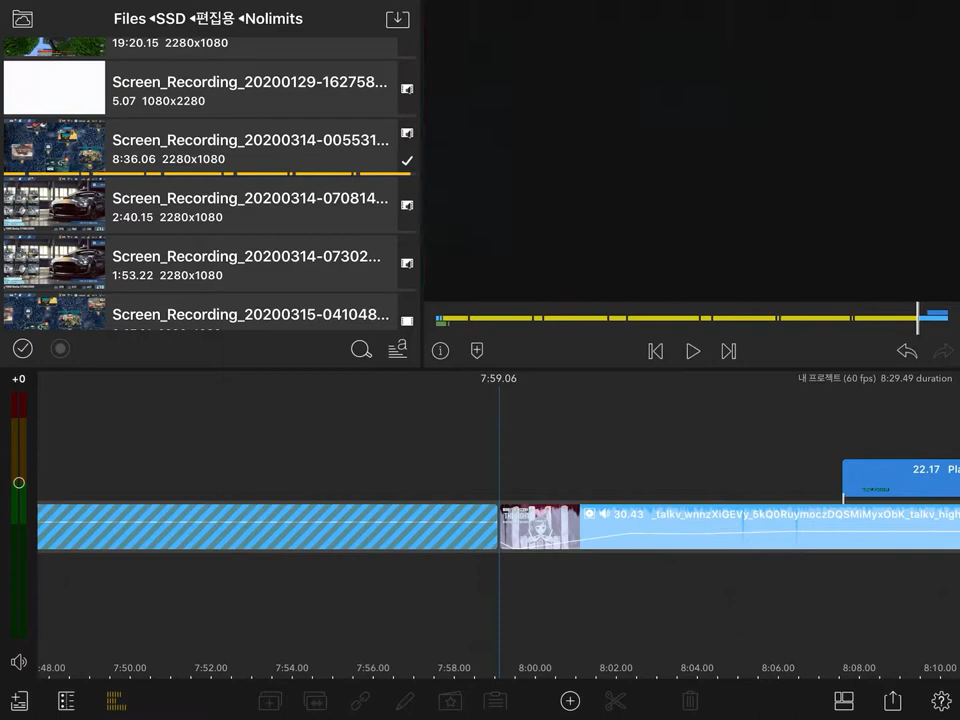 Files ◂SSD ◂편집용 ◂Nolimits
19:20.15 2280x1080
Screen_Recording_20200129-162758...
5.07 1080x2280
Screen_Recording_20200314-005531...
8:36.06 2280x1080
Screen_Recording_20200314-070814...
2:40.15 2280x1080
Screen_Recording_20200314-07302...
1:53.22 2280x1080
Screen_Recording_20200315-041048...
+0
7:59.06
내 프로젝트 (60 fps) 8:29.49 duration
22.17 Pla
30.43 _talkv_wnnzXiGEVy_6kQ0RuymoczDQSMiMyxObK_talkv_high
:48.00 7:50.00 7:52.00 7:54.00 7:56.00 7:58.00 8:00.00 8:02.00 8:04.00 8:06.00 8:08.00 8:10.00